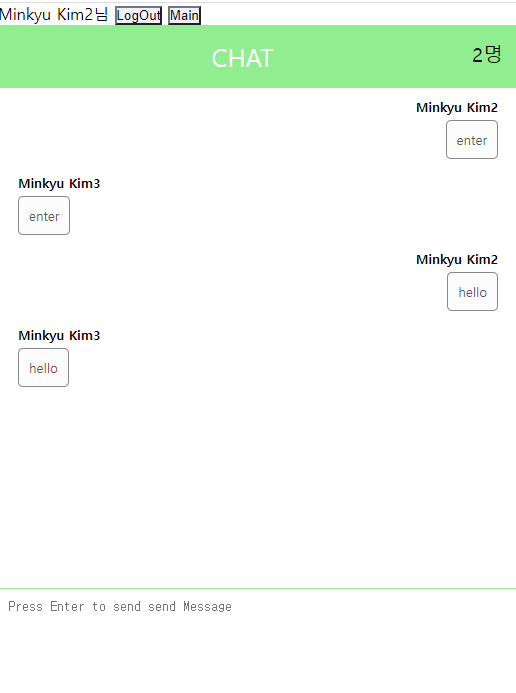 Minkyu Kim2님 LogOut Main
CHAT 2명
Minkyu Kim2
enter
Minkyu Kim3
enter
Minkyu Kim2
hello
Minkyu Kim3
hello
Press Enter to send send Message